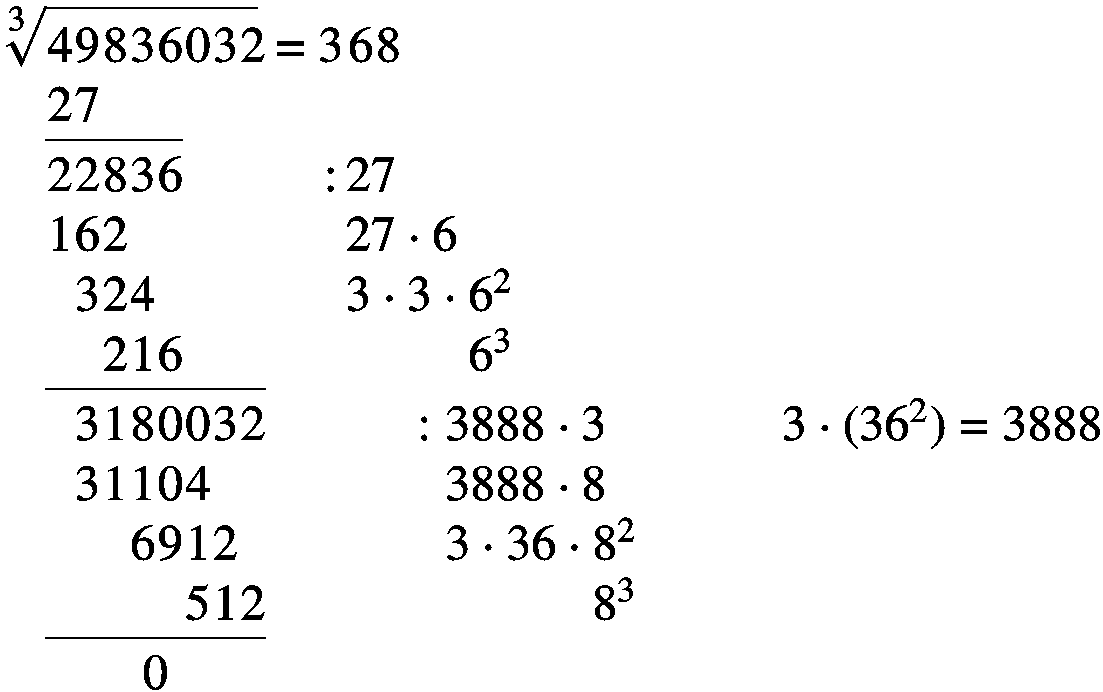 ∛49836032 = 368
27
22836 : 27
162 27 · 6
324 3 · 3 · 6²
216 6³
3180032 : 3888 · 3 3 · (36²) = 3888
31104 3888 · 8
6912 3 · 36 · 8²
512 8³
0